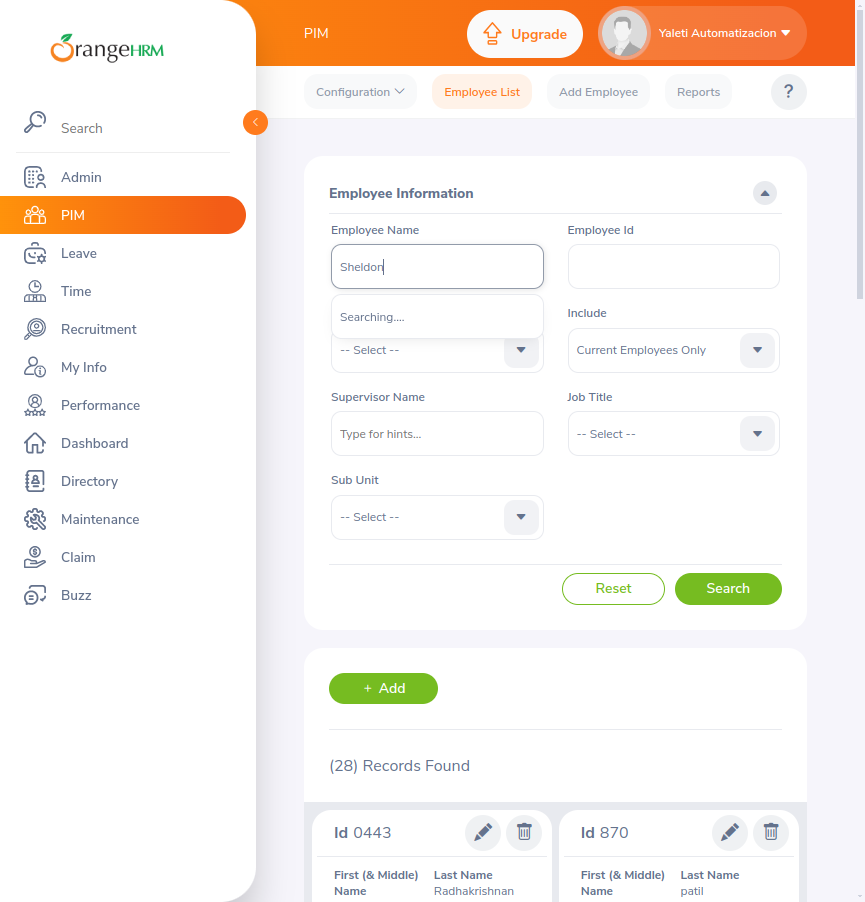 OrangeHRM
Search
Admin
PIM
Leave
Time
Recruitment
My Info
Performance
Dashboard
Directory
Maintenance
Claim
Buzz
PIM
Upgrade
Yaleti Automatizacion
Configuration
Employee List
Add Employee
Reports
?
Employee Information
Employee Name
Employee Id
Sheldon
Searching....
Include
-- Select --
Current Employees Only
Supervisor Name
Job Title
Type for hints...
-- Select --
Sub Unit
-- Select --
Reset
Search
+ Add
(28) Records Found
Id 0443
Id 870
First (& Middle) Name
Last Name
Radhakrishnan
First (& Middle) Name
Last Name
patil